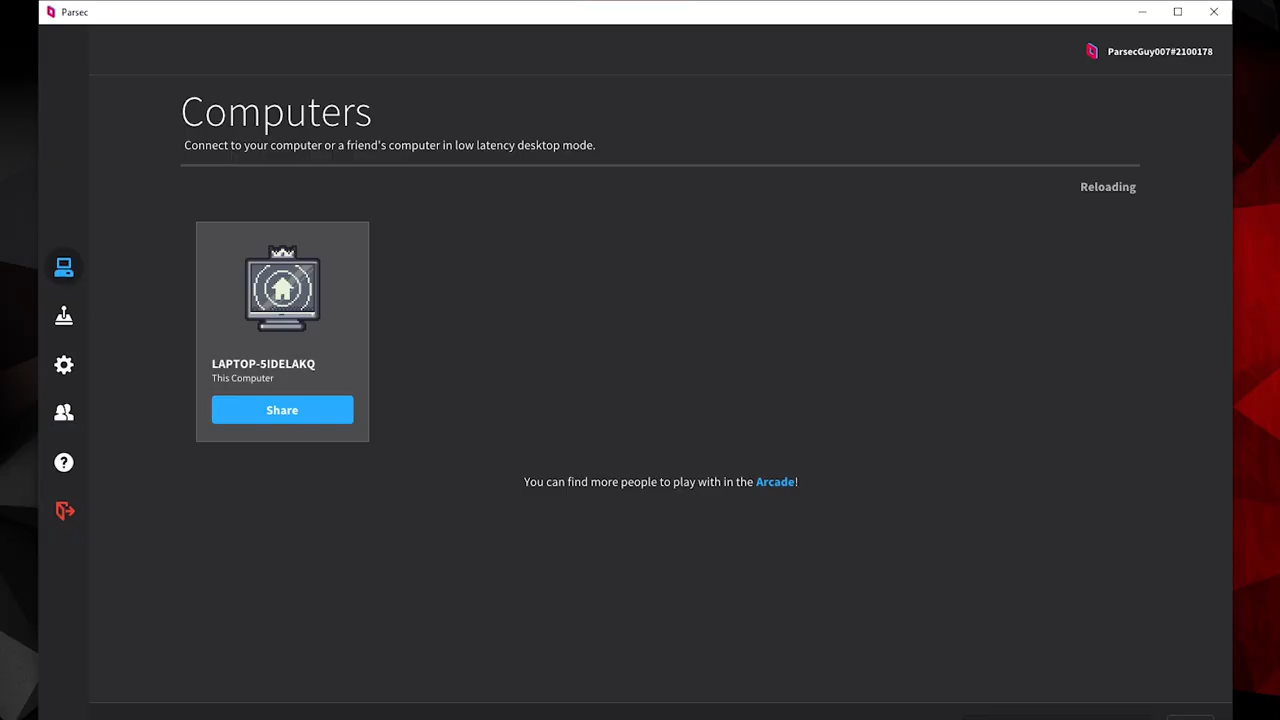 Parsec
ParsecGuy007#2100178
Computers
Connect to your computer or a friend's computer in low latency desktop mode.
Reloading
LAPTOP-5IDELAKQ
This Computer
Share
You can find more people to play with in the Arcade!